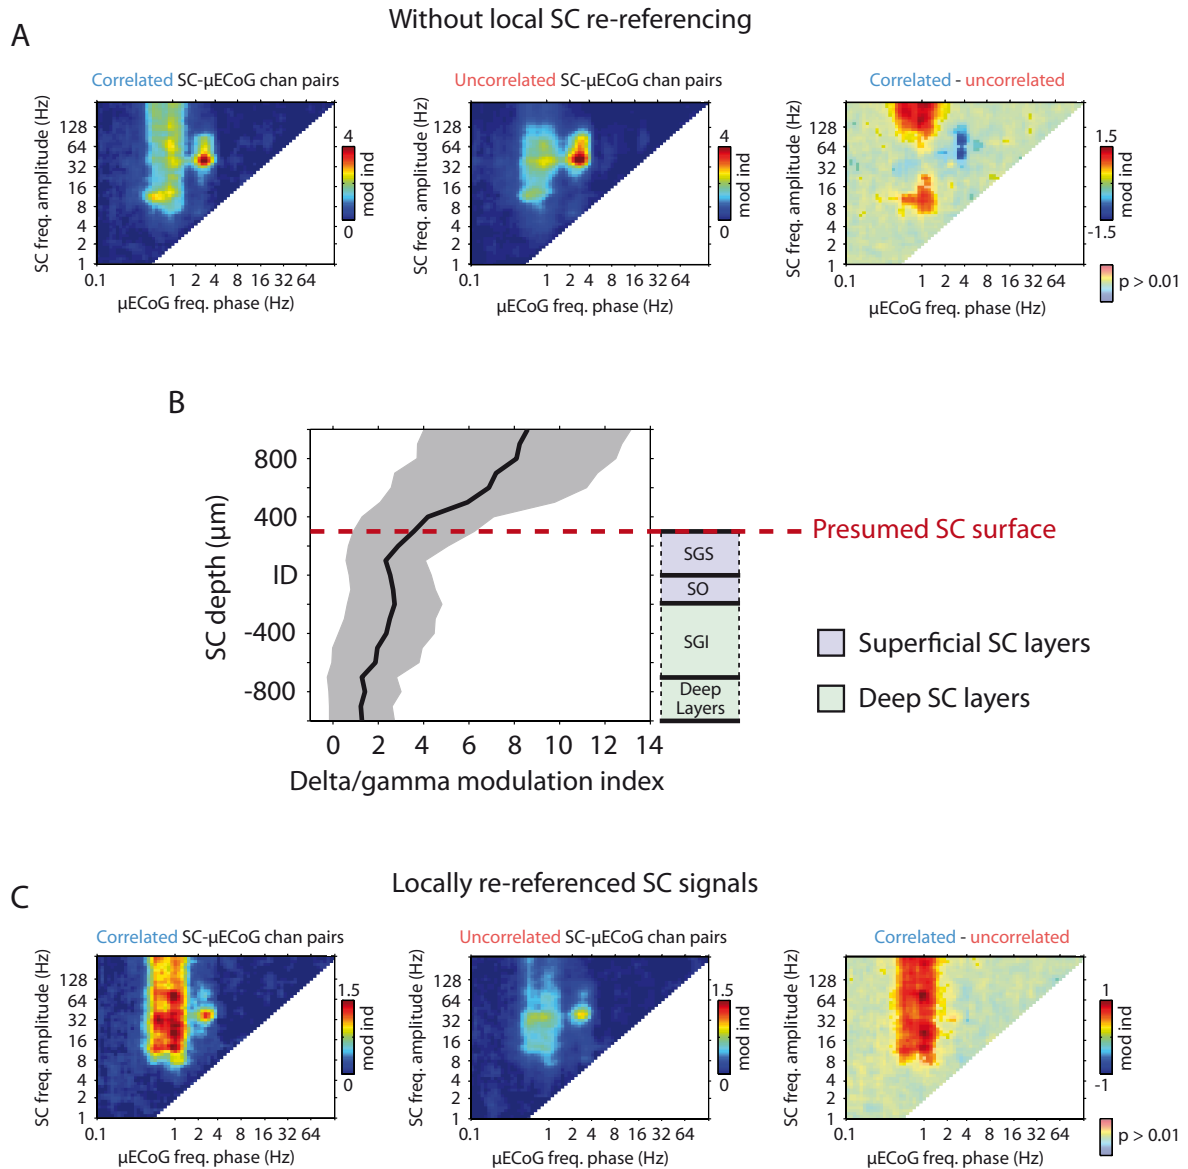 Without local SC re-referencing
A
Correlated SC-μECoG chan pairs
SC freq. amplitude (Hz)
128
64
32
16
8
4
2
1
0.1 1 2 4 8 16 32 64
μECoG freq. phase (Hz)
4
0
mod ind
Uncorrelated SC-μECoG chan pairs
SC freq. amplitude (Hz)
128
64
32
16
8
4
2
1
0.1 1 2 4 8 16 32 64
μECoG freq. phase (Hz)
4
0
mod ind
Correlated - uncorrelated
SC freq. amplitude (Hz)
128
64
32
16
8
4
2
1
0.1 1 2 4 8 16 32 64
μECoG freq. phase (Hz)
1.5
-1.5
mod ind
p > 0.01
B
SC depth (μm)
800
400
ID
-400
-800
0 2 4 6 8 10 12 14
Delta/gamma modulation index
Presumed SC surface
SGS
SO
SGI
Deep
Layers
Superficial SC layers
Deep SC layers
Locally re-referenced SC signals
C
Correlated SC-μECoG chan pairs
SC freq. amplitude (Hz)
128
64
32
16
8
4
2
1
0.1 1 2 4 8 16 32 64
μECoG freq. phase (Hz)
1.5
0
mod ind
Uncorrelated SC-μECoG chan pairs
SC freq. amplitude (Hz)
128
64
32
16
8
4
2
1
0.1 1 2 4 8 16 32 64
μECoG freq. phase (Hz)
1.5
0
mod ind
Correlated - uncorrelated
SC freq. amplitude (Hz)
128
64
32
16
8
4
2
1
0.1 1 2 4 8 16 32 64
μECoG freq. phase (Hz)
1
-1
mod ind
p > 0.01